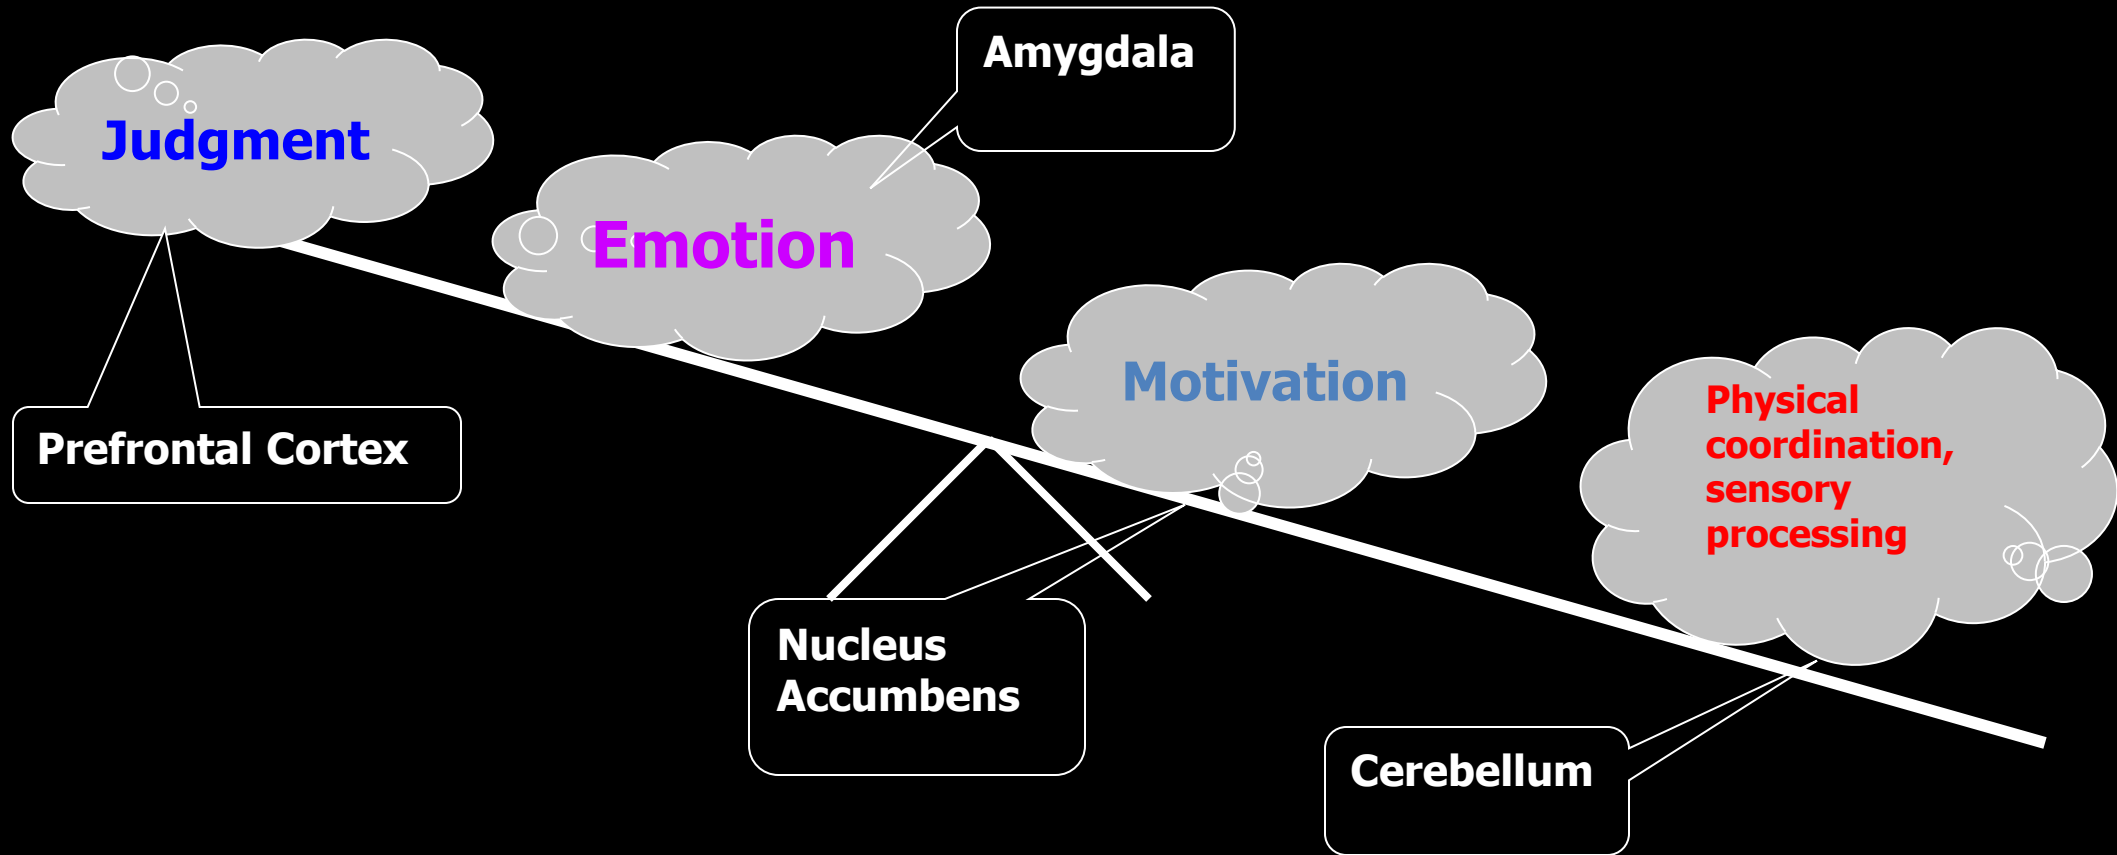 Amygdala
Judgment
Emotion
Motivation
Physical
coordination,
sensory
processing
Prefrontal Cortex
Nucleus
Accumbens
Cerebellum